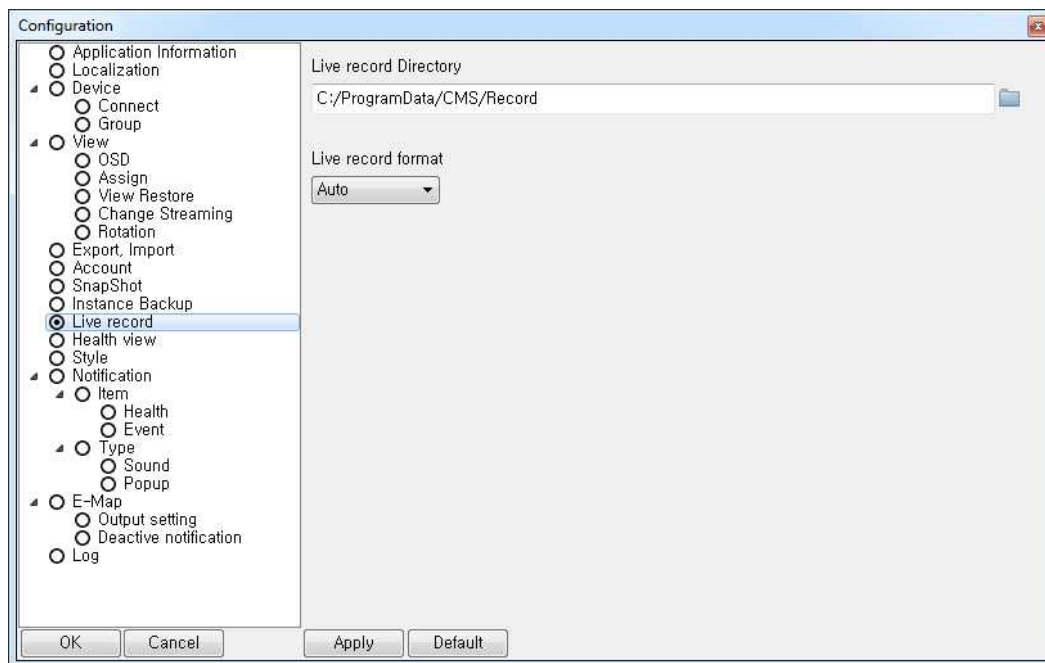 Configuration
Application Information
Localization
Device
Connect
Group
View
OSD
Assign
View Restore
Change Streaming
Rotation
Export, Import
Account
SnapShot
Instance Backup
Live record
Health view
Style
Notification
Item
Health
Event
Type
Sound
Popup
E-Map
Output setting
Deactive notification
Log
Live record Directory
C:/ProgramData/CMS/Record
Live record format
Auto
OK
Cancel
Apply
Default